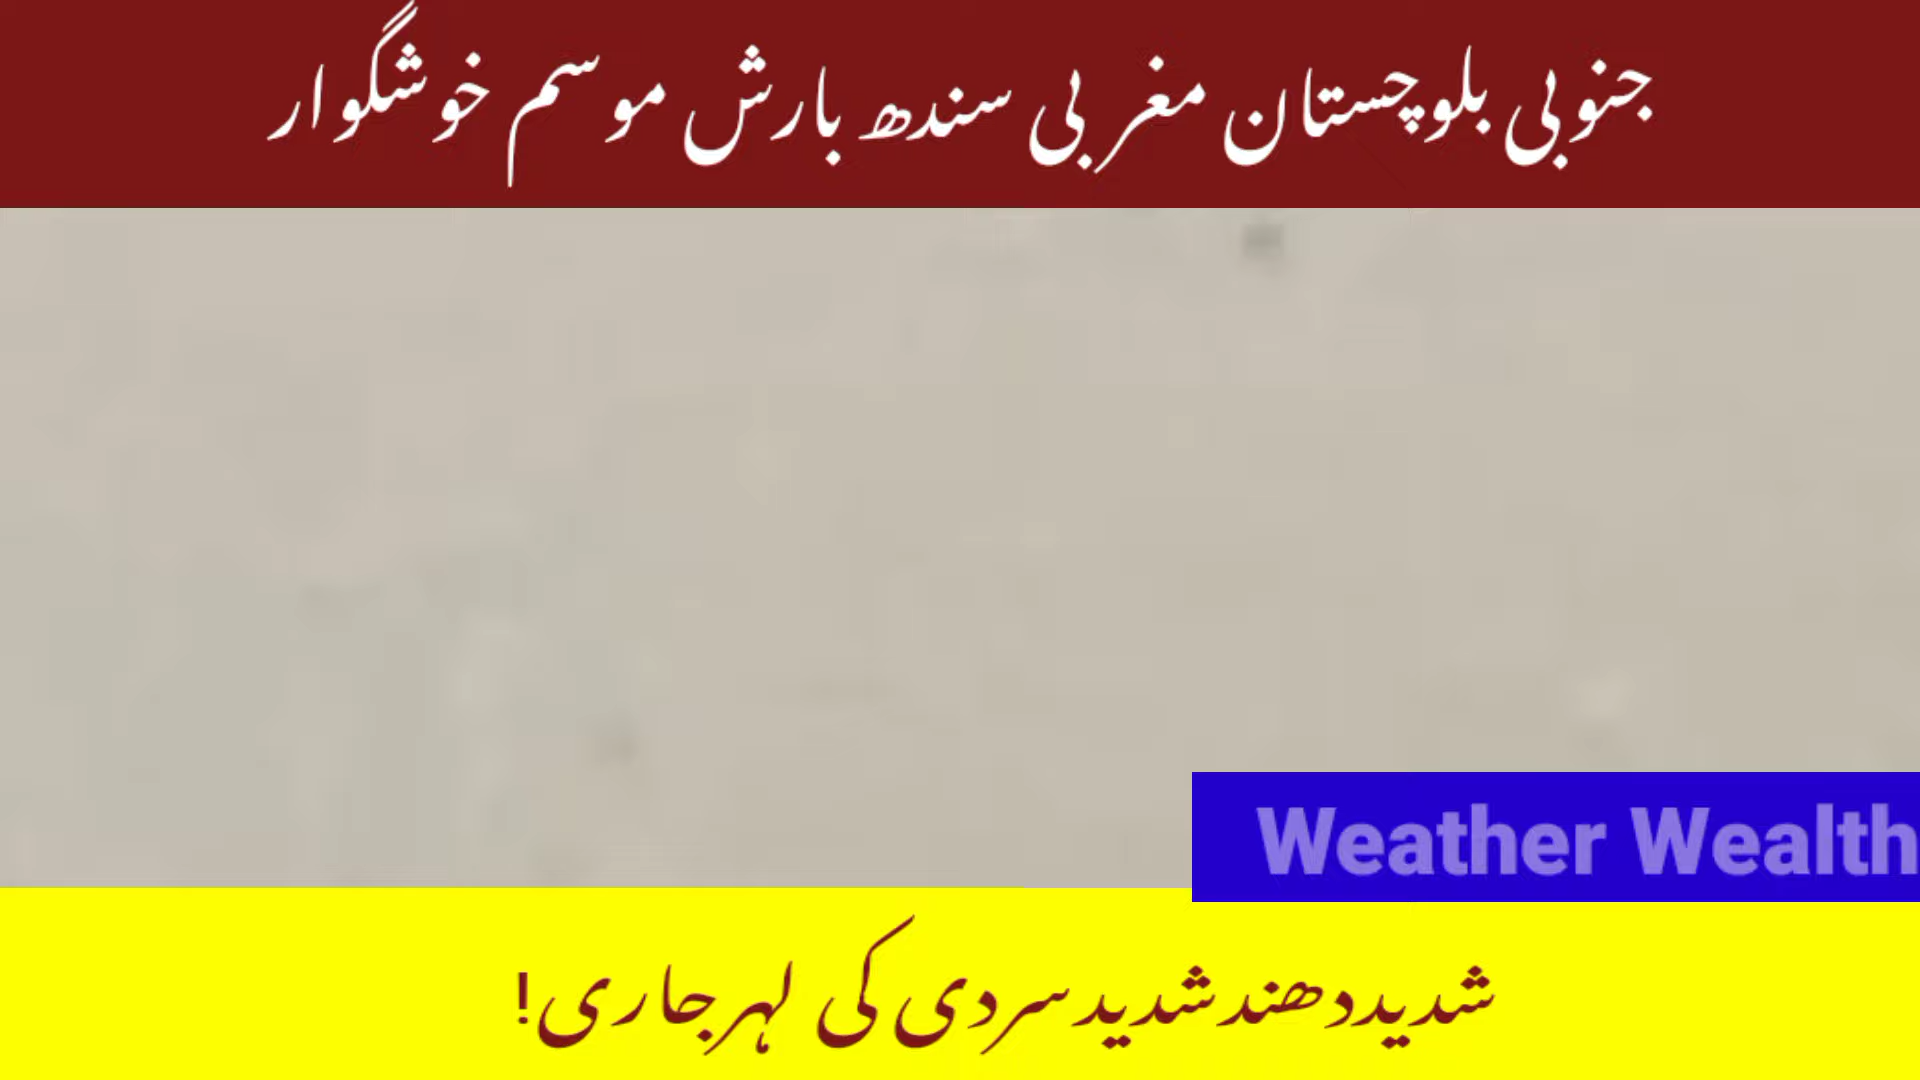 جنوبی بلوچستان مغربی سندھ بارش موسم خوشگوار
Weather Wealth
شدید دھند شدید سردی کی لہر جاری!